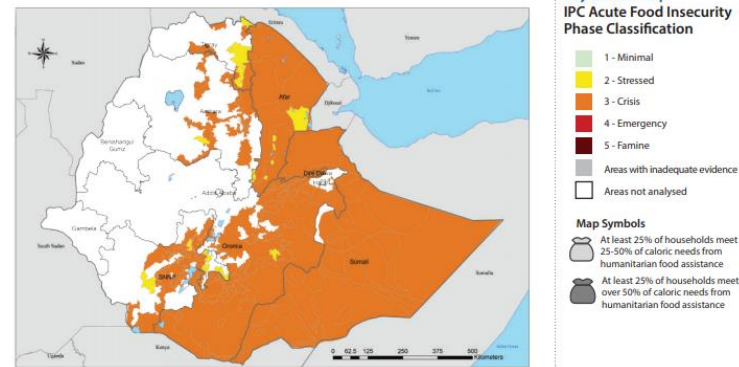 IPC Acute Food Insecurity
Phase Classification
1 - Minimal
2 - Stressed
3 - Crisis
4 - Emergency
5 - Famine
Areas with inadequate evidence
Areas not analysed
Map Symbols
At least 25% of households meet
25-50% of caloric needs from
humanitarian food assistance
At least 25% of households meet
over 50% of caloric needs from
humanitarian food assistance
Eritrea
Yemen
Sudan
Afar
Djibouti
Amhara
Benishangul
Gumz
Dire Dawa
Addis Ababa
Gambela
South Sudan
Oromia
Somali
SNNP
Somalia
Kenya
Uganda
0 62.5 125 250 375 500
Kilometers